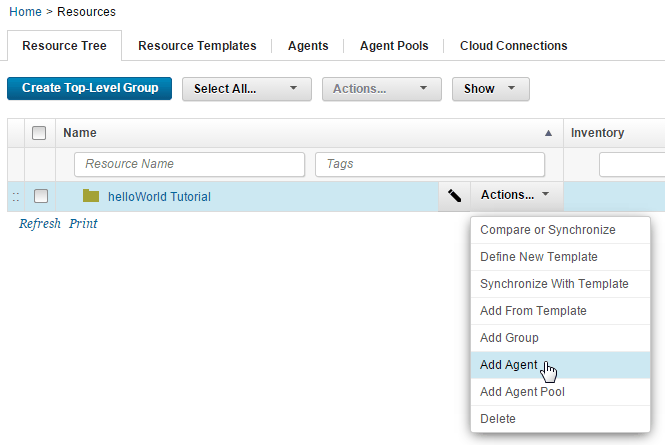 Home > Resources
Resource Tree Resource Templates Agents Agent Pools Cloud Connections
Create Top-Level Group Select All... Actions... Show
Name Inventory
Resource Name Tags
helloWorld Tutorial Actions...
Refresh Print
Compare or Synchronize
Define New Template
Synchronize With Template
Add From Template
Add Group
Add Agent
Add Agent Pool
Delete